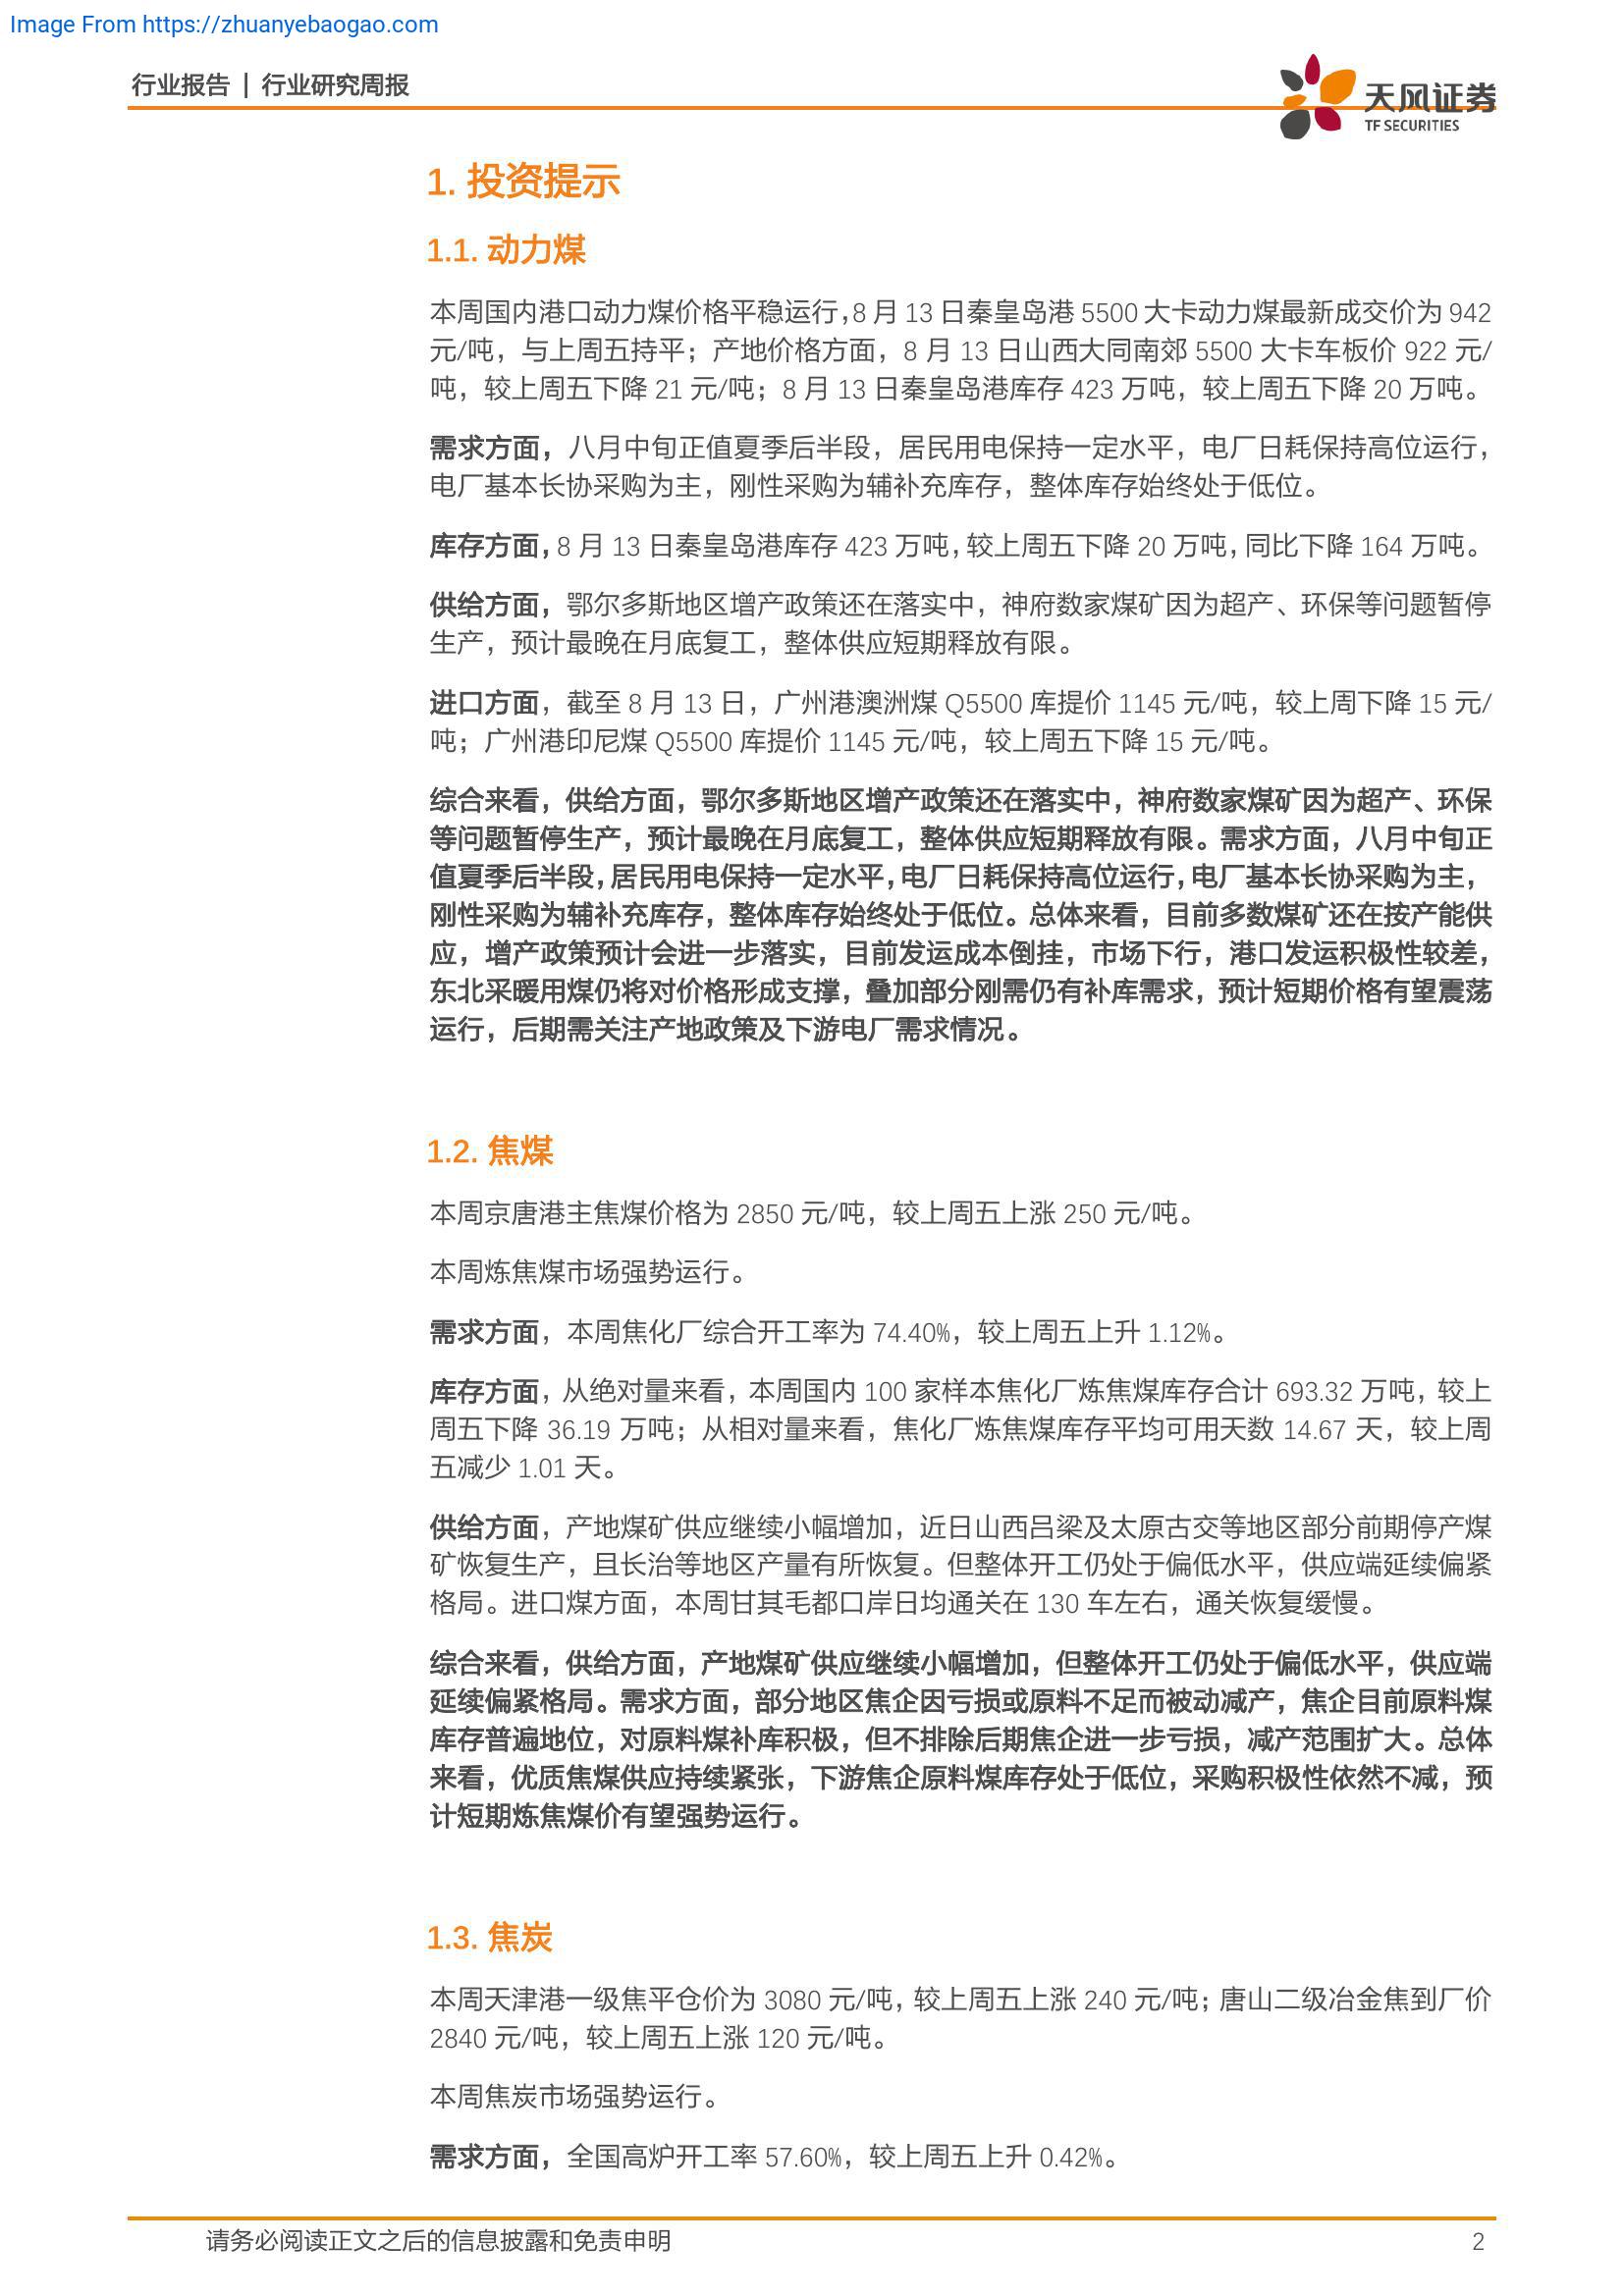 Image From https://zhuanyebaogao.com
行业报告 | 行业研究周报
天风证券
TF SECURITIES
1. 投资提示
1.1. 动力煤
本周国内港口动力煤价格平稳运行，8 月 13 日秦皇岛港 5500 大卡动力煤最新成交价为 942
元/吨，与上周五持平；产地价格方面，8 月 13 日山西大同南郊 5500 大卡车板价 922 元/
吨，较上周五下降 21 元/吨；8 月 13 日秦皇岛港库存 423 万吨，较上周五下降 20 万吨。
需求方面，八月中旬正值夏季后半段，居民用电保持一定水平，电厂日耗保持高位运行，
电厂基本长协采购为主，刚性采购为辅补充库存，整体库存始终处于低位。
库存方面，8 月 13 日秦皇岛港库存 423 万吨，较上周五下降 20 万吨，同比下降 164 万吨。
供给方面，鄂尔多斯地区增产政策还在落实中，神府数家煤矿因为超产、环保等问题暂停
生产，预计最晚在月底复工，整体供应短期释放有限。
进口方面，截至 8 月 13 日，广州港澳洲煤 Q5500 库提价 1145 元/吨，较上周下降 15 元/
吨；广州港印尼煤 Q5500 库提价 1145 元/吨，较上周五下降 15 元/吨。
综合来看，供给方面，鄂尔多斯地区增产政策还在落实中，神府数家煤矿因为超产、环保
等问题暂停生产，预计最晚在月底复工，整体供应短期释放有限。需求方面，八月中旬正
值夏季后半段，居民用电保持一定水平，电厂日耗保持高位运行，电厂基本长协采购为主，
刚性采购为辅补充库存，整体库存始终处于低位。总体来看，目前多数煤矿还在按产能供
应，增产政策预计会进一步落实，目前发运成本倒挂，市场下行，港口发运积极性较差，
东北采暖用煤仍将对价格形成支撑，叠加部分刚需仍有补库需求，预计短期价格有望震荡
运行，后期需关注产地政策及下游电厂需求情况。
1.2. 焦煤
本周京唐港主焦煤价格为 2850 元/吨，较上周五上涨 250 元/吨。
本周炼焦煤市场强势运行。
需求方面，本周焦化厂综合开工率为 74.40%，较上周五上升 1.12%。
库存方面，从绝对量来看，本周国内 100 家样本焦化厂炼焦煤库存合计 693.32 万吨，较上
周五下降 36.19 万吨；从相对量来看，焦化厂炼焦煤库存平均可用天数 14.67 天，较上周
五减少 1.01 天。
供给方面，产地煤矿供应继续小幅增加，近日山西吕梁及太原古交等地区部分前期停产煤
矿恢复生产，且长治等地区产量有所恢复。但整体开工仍处于偏低水平，供应端延续偏紧
格局。进口煤方面，本周甘其毛都口岸日均通关在 130 车左右，通关恢复缓慢。
综合来看，供给方面，产地煤矿供应继续小幅增加，但整体开工仍处于偏低水平，供应端
延续偏紧格局。需求方面，部分地区焦企因亏损或原料不足而被动减产，焦企目前原料煤
库存普遍地位，对原料煤补库积极，但不排除后期焦企进一步亏损，减产范围扩大。总体
来看，优质焦煤供应持续紧张，下游焦企原料煤库存处于低位，采购积极性依然不减，预
计短期炼焦煤价有望强势运行。
1.3. 焦炭
本周天津港一级焦平仓价为 3080 元/吨，较上周五上涨 240 元/吨；唐山二级冶金焦到厂价
2840 元/吨，较上周五上涨 120 元/吨。
本周焦炭市场强势运行。
需求方面，全国高炉开工率 57.60%，较上周五上升 0.42%。
请务必阅读正文之后的信息披露和免责申明
2